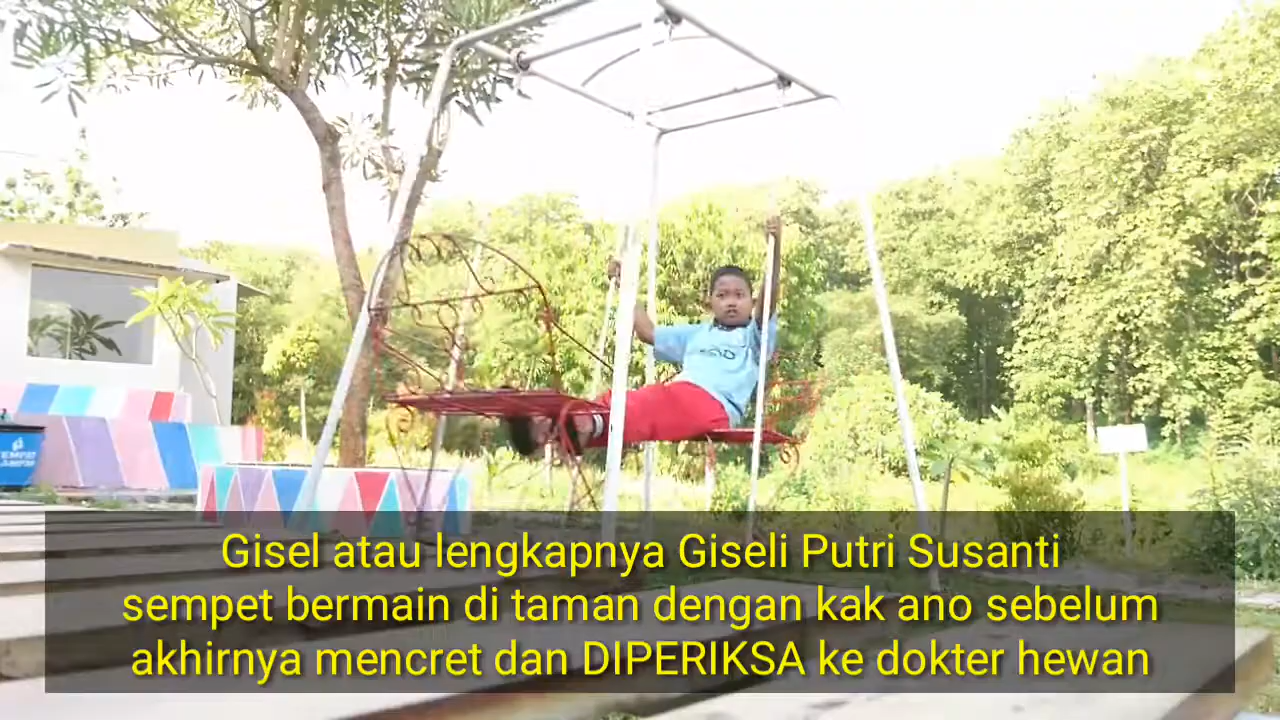 Gisel atau lengkapnya Giseli Putri Susanti
sempet bermain di taman dengan kak ano sebelum
akhirnya mencret dan DIPERIKSA ke dokter hewan